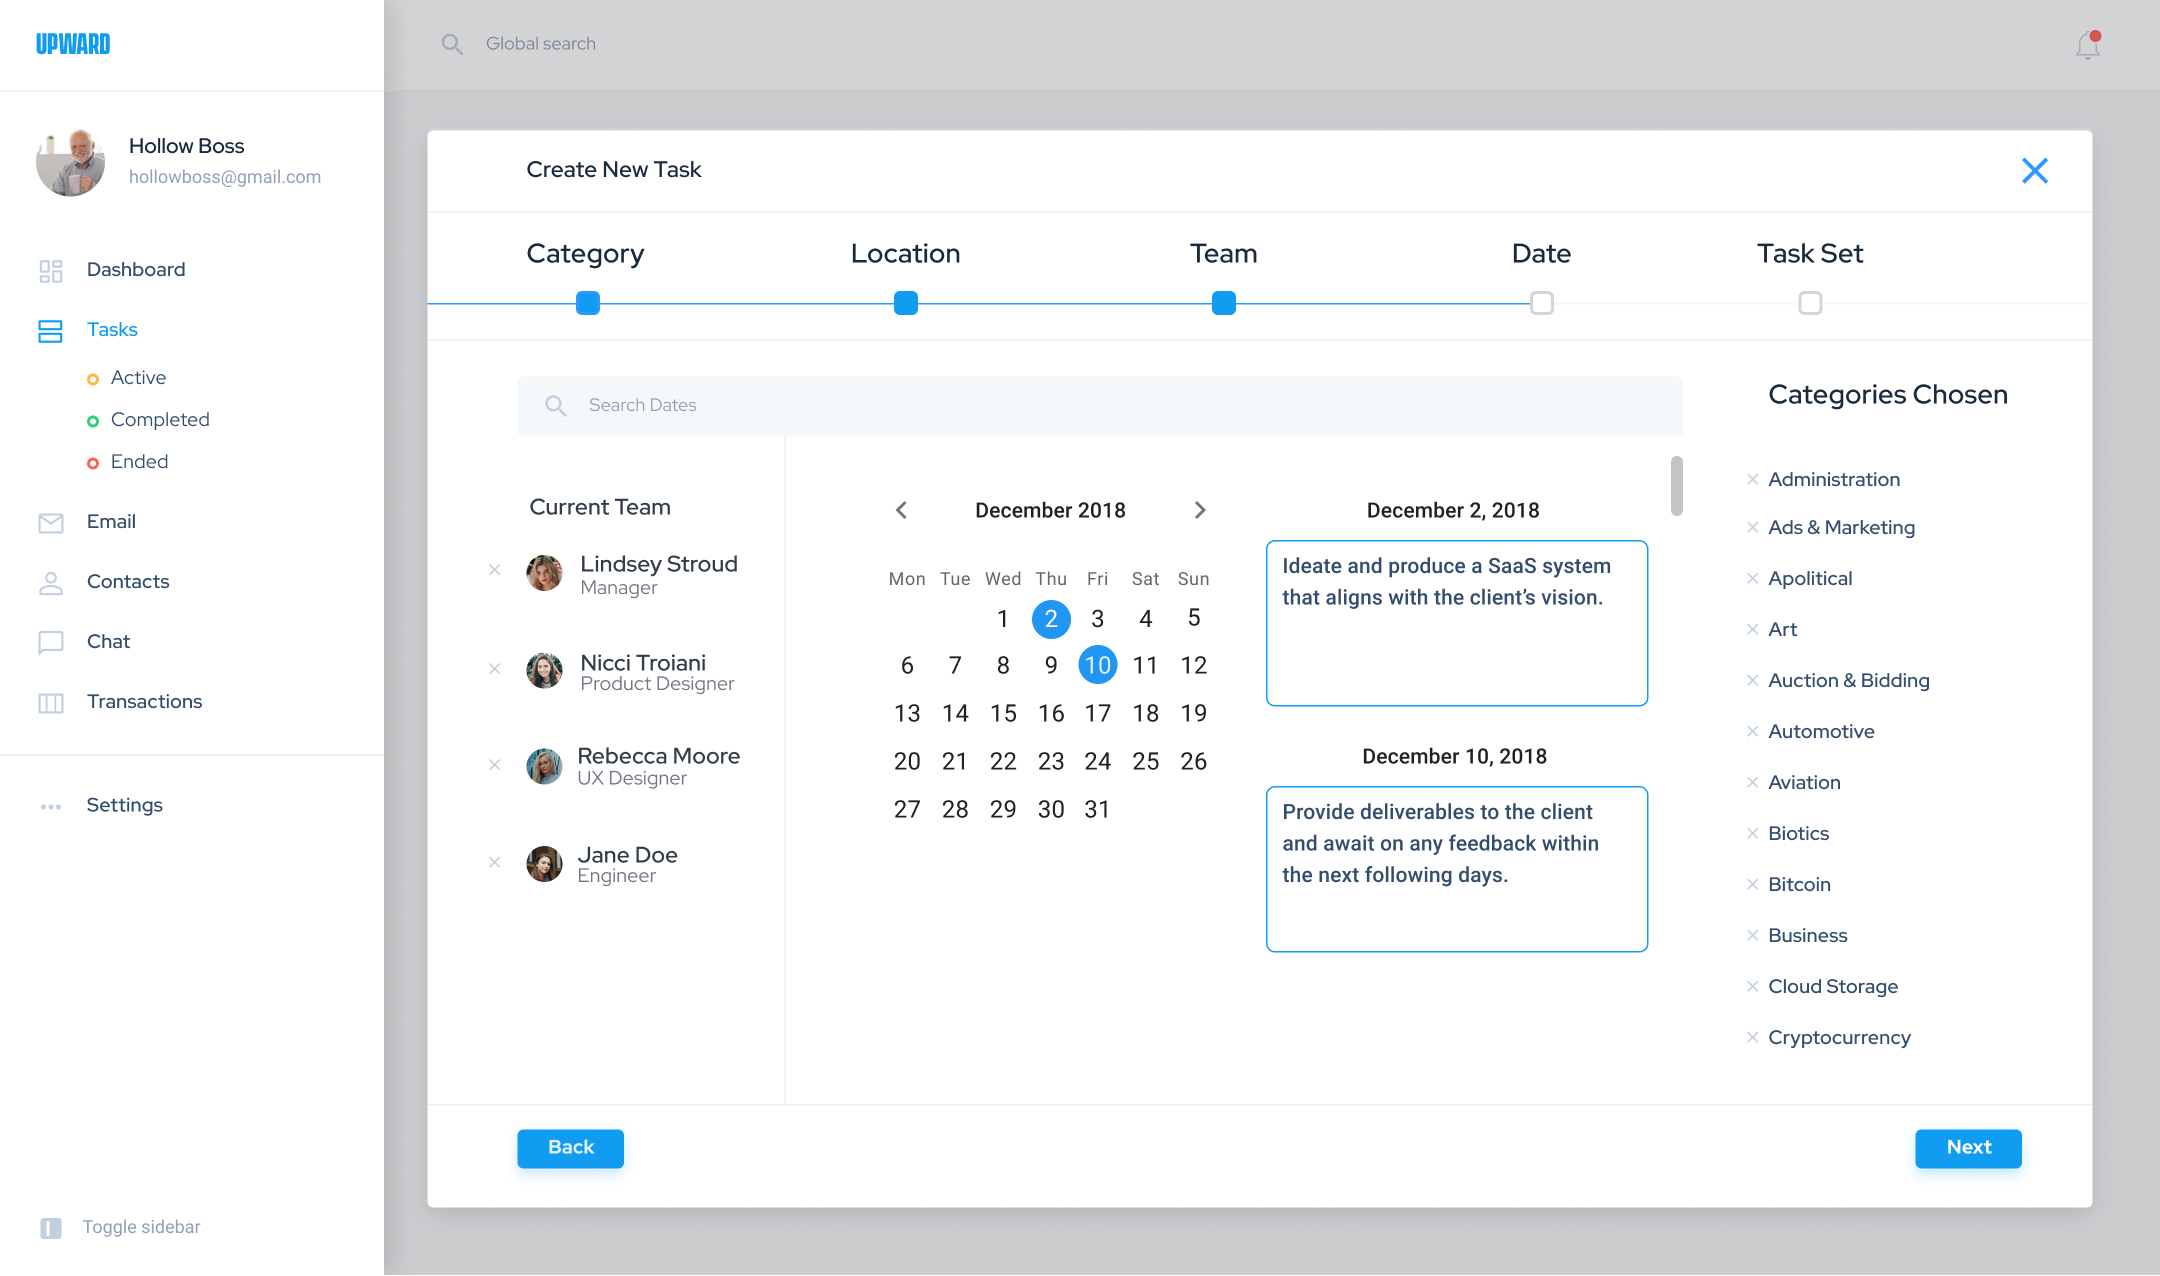 UPWARD
Global search
Hollow Boss
hollowboss@gmail.com
Dashboard
Tasks
Active
Completed
Ended
Email
Contacts
Chat
Transactions
Settings
Toggle sidebar
Create New Task
Category Location Team Date Task Set
Search Dates
Current Team
Lindsey Stroud
Manager
Nicci Troiani
Product Designer
Rebecca Moore
UX Designer
Jane Doe
Engineer
December 2018
Mon Tue Wed Thu Fri Sat Sun
1 2 3 4 5
6 7 8 9 10 11 12
13 14 15 16 17 18 19
20 21 22 23 24 25 26
27 28 29 30 31
December 2, 2018
Ideate and produce a SaaS system
that aligns with the client’s vision.
December 10, 2018
Provide deliverables to the client
and await on any feedback within
the next following days.
Categories Chosen
Administration
Ads & Marketing
Apolitical
Art
Auction & Bidding
Automotive
Aviation
Biotics
Bitcoin
Business
Cloud Storage
Cryptocurrency
Back
Next